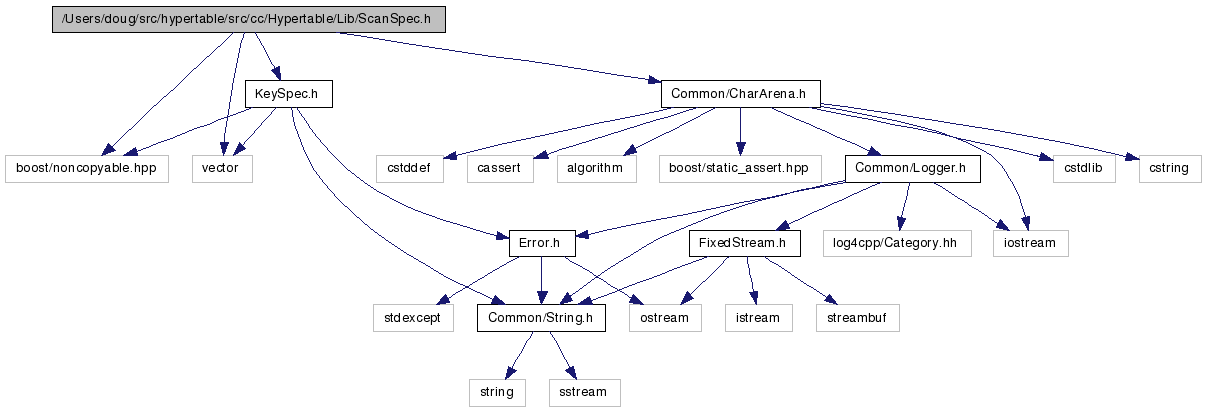 /Users/doug/src/hypertable/src/cc/Hypertable/Lib/ScanSpec.h
KeySpec.h
Common/CharArena.h
boost/noncopyable.hpp
vector
cstddef
cassert
algorithm
boost/static_assert.hpp
Common/Logger.h
cstdlib
cstring
Error.h
FixedStream.h
log4cpp/Category.hh
iostream
stdexcept
Common/String.h
ostream
istream
streambuf
string
sstream